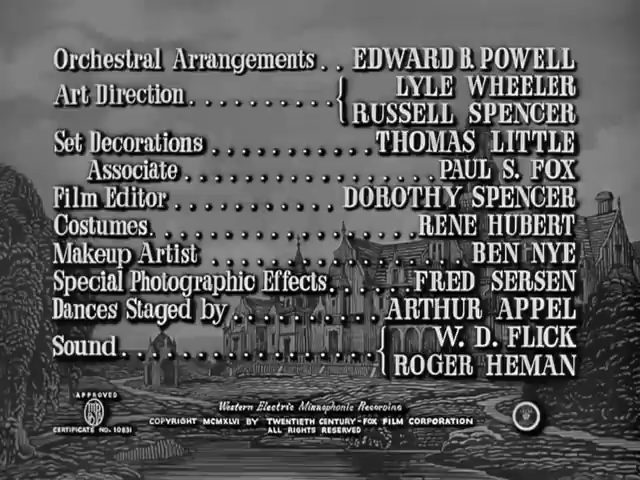 Orchestral Arrangements . . EDWARD B. POWELL
Art Direction . . . . . . . . . . { LYLE WHEELER
RUSSELL SPENCER
Set Decorations . . . . . . . . . . . THOMAS LITTLE
Associate . . . . . . . . . . . . . . . . . PAUL S. FOX
Film Editor . . . . . . . . . . . DOROTHY SPENCER
Costumes. . . . . . . . . . . . . . . . . . RENE HUBERT
Makeup Artist . . . . . . . . . . . . . . . . . BEN NYE
Special Photographic Effects. . . . . . FRED SERSEN
Dances Staged by . . . . . . . . . . ARTHUR APPEL
Sound . . . . . . . . . . . . . . . . . { W. D. FLICK
ROGER HEMAN
APPROVED
CERTIFICATE NO. 10831
Western Electric Mirrophonic Recording
COPYRIGHT MCMXLVI BY TWENTIETH CENTURY-FOX FILM CORPORATION
ALL RIGHTS RESERVED